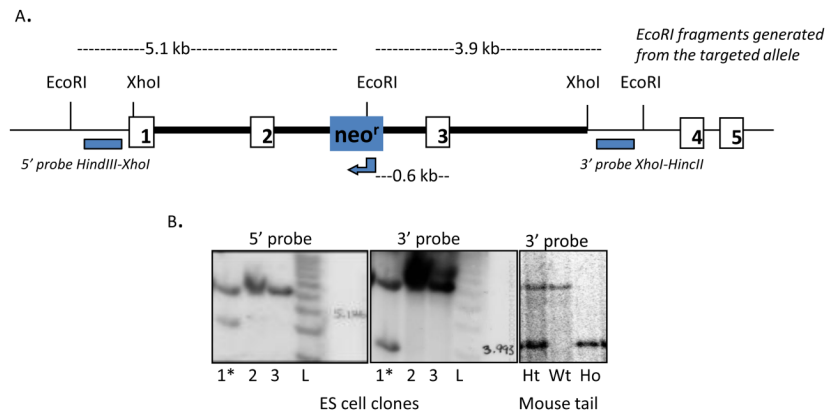 A.
EcoRI fragments generated
from the targeted allele
5.1 kb
3.9 kb
EcoRI
XhoI
EcoRI
XhoI
EcoRI
1
2
neoʳ
3
4
5
5’ probe HindIII-XhoI
3’ probe XhoI-HincII
0.6 kb
B.
5’ probe
3’ probe
3’ probe
5.146
3.993
1* 2 3 L
1* 2 3 L
Ht Wt Ho
ES cell clones
Mouse tail